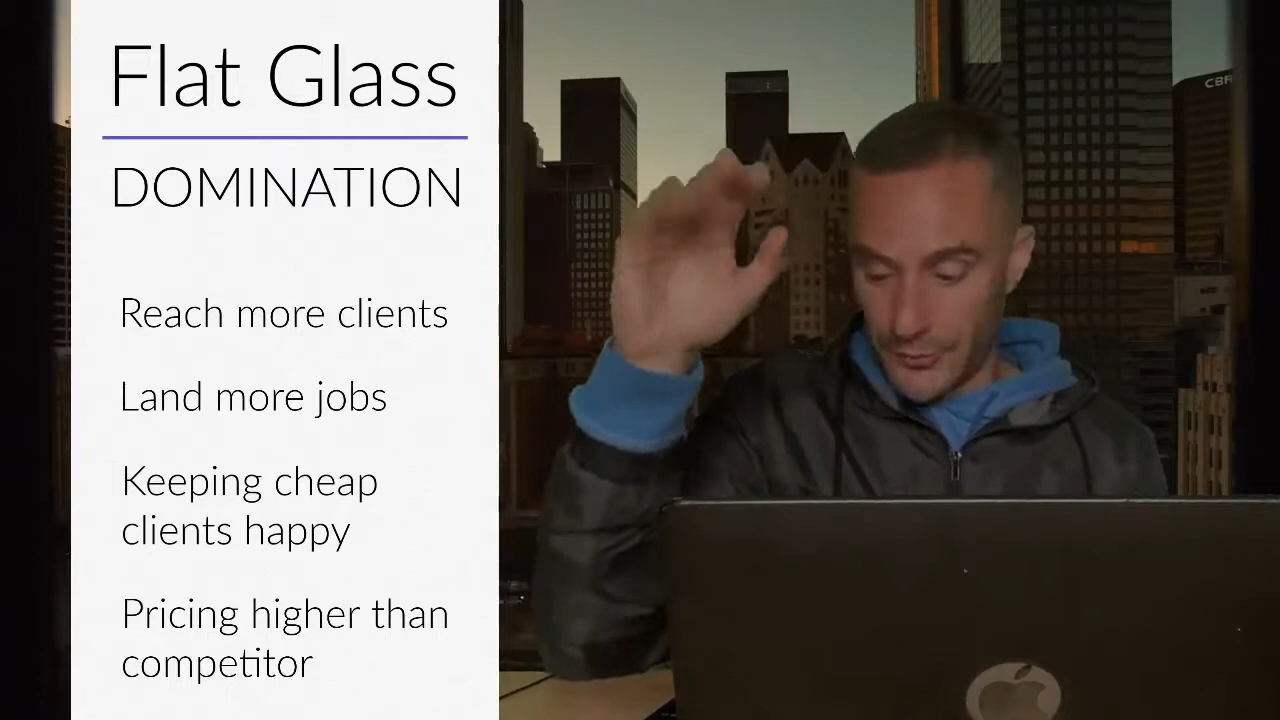 Flat Glass
DOMINATION
Reach more clients
Land more jobs
Keeping cheap
clients happy
Pricing higher than
competitor